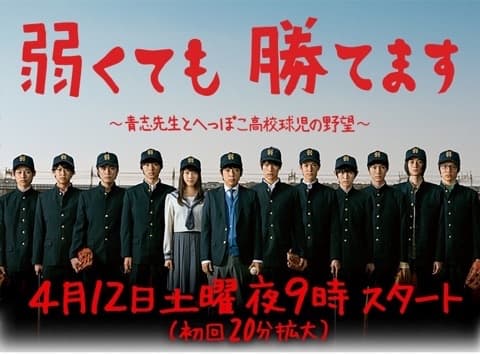 弱くても 勝てます
～青志先生とへっぽこ高校球児の野望～
4月12日土曜 夜9時 スタート
(初回20分拡大)